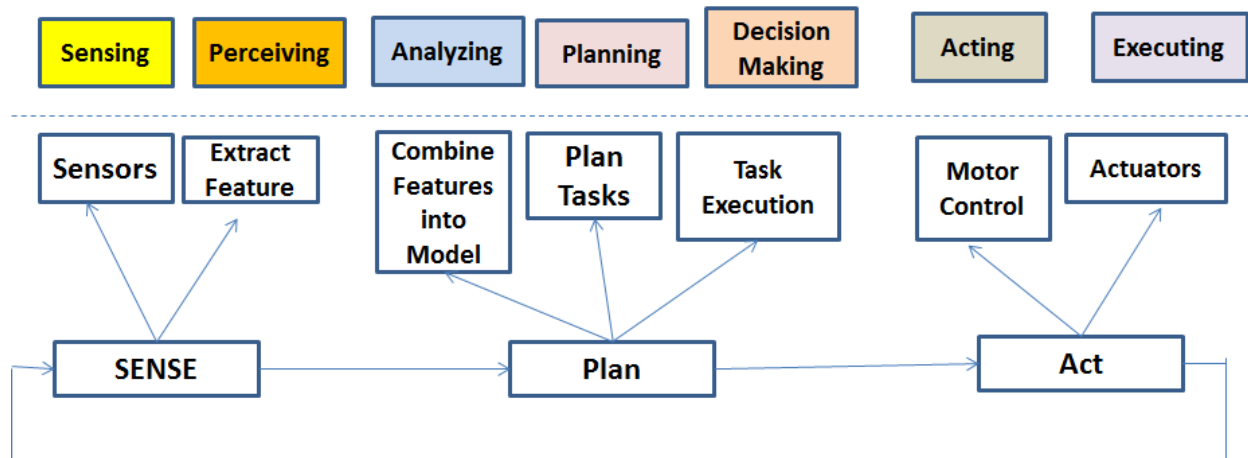 Sensing
Perceiving
Analyzing
Planning
Decision
Making
Acting
Executing
Sensors
Extract
Feature
Combine
Features
into
Model
Plan
Tasks
Task
Execution
Motor
Control
Actuators
SENSE
Plan
Act